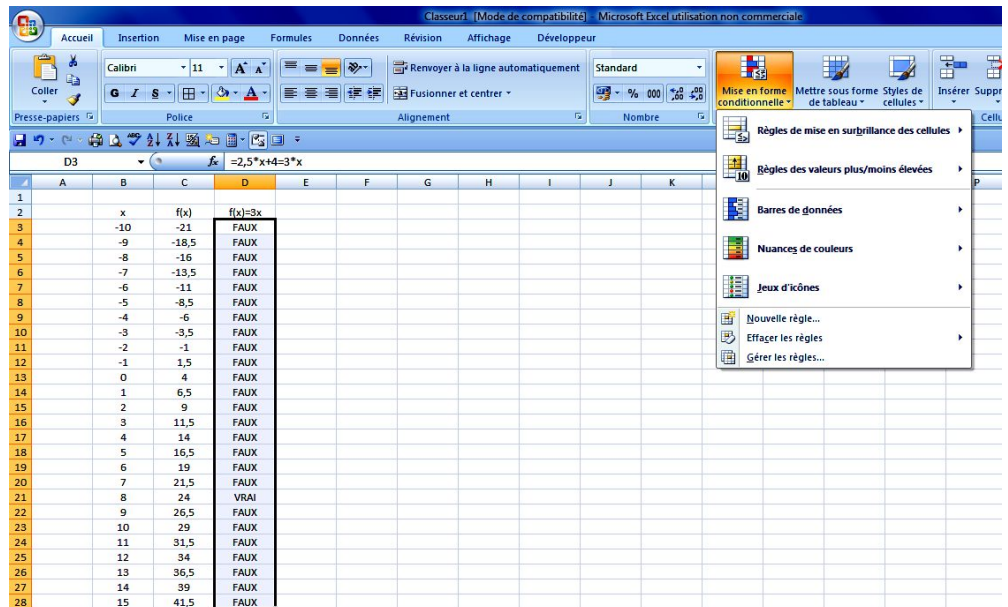 Classeur1 [Mode de compatibilité] - Microsoft Excel utilisation non commerciale
Accueil Insertion Mise en page Formules Données Révision Affichage Développeur
Coller
Calibri 11 A A
G I S A
Renvoyer à la ligne automatiquement
Fusionner et centrer
Standard
% 000 ,00 ,0
Mise en forme conditionnelle
Mettre sous forme de tableau
Styles de cellules
Insérer Suppr
Presse-papiers Police Alignement Nombre Cellu
D3 fx =2,5*x+4=3*x
Règles de mise en surbrillance des cellules
Règles des valeurs plus/moins élevées
Barres de données
Nuances de couleurs
Jeux d'icônes
Nouvelle règle...
Effacer les règles
Gérer les règles...
A B C D E F G H I J K P
1
2 x f(x) f(x)=3x
3 -10 -21 FAUX
4 -9 -18,5 FAUX
5 -8 -16 FAUX
6 -7 -13,5 FAUX
7 -6 -11 FAUX
8 -5 -8,5 FAUX
9 -4 -6 FAUX
10 -3 -3,5 FAUX
11 -2 -1 FAUX
12 -1 1,5 FAUX
13 0 4 FAUX
14 1 6,5 FAUX
15 2 9 FAUX
16 3 11,5 FAUX
17 4 14 FAUX
18 5 16,5 FAUX
19 6 19 FAUX
20 7 21,5 FAUX
21 8 24 VRAI
22 9 26,5 FAUX
23 10 29 FAUX
24 11 31,5 FAUX
25 12 34 FAUX
26 13 36,5 FAUX
27 14 39 FAUX
28 15 41,5 FAUX